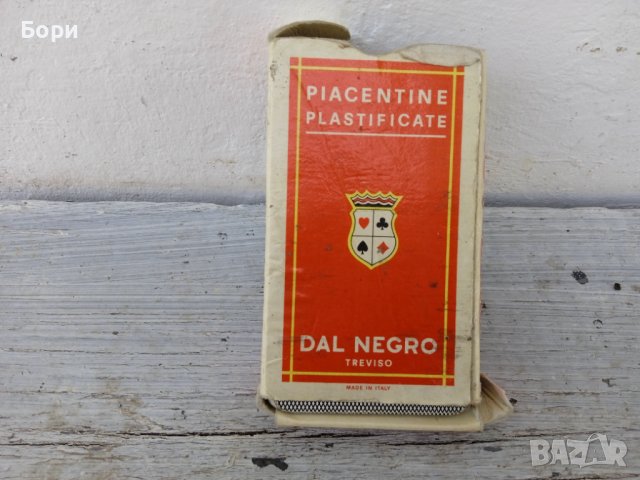 Бори
PIACENTINE
PLASTIFICATE
DAL NEGRO
TREVISO
MADE IN ITALY
BAZAR